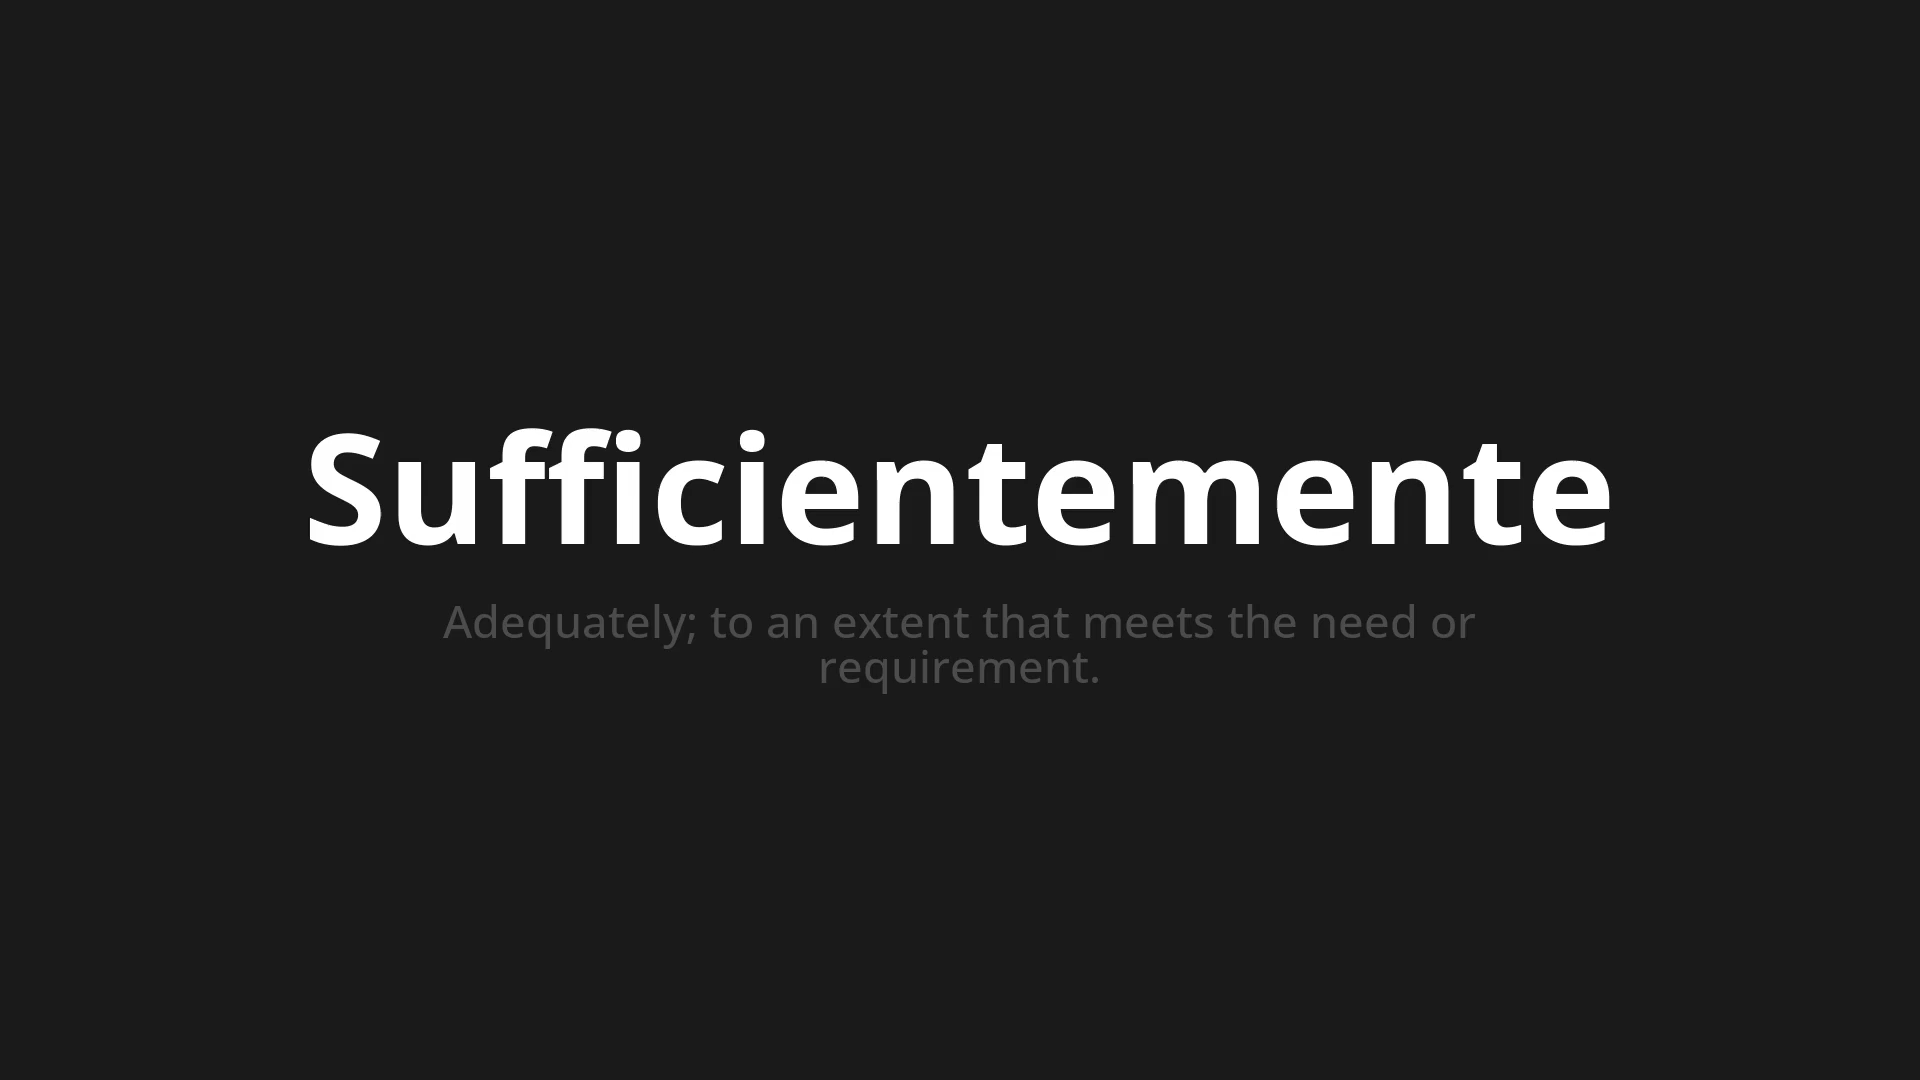 Sufficientemente
Adequately; to an extent that meets the need or
requirement.